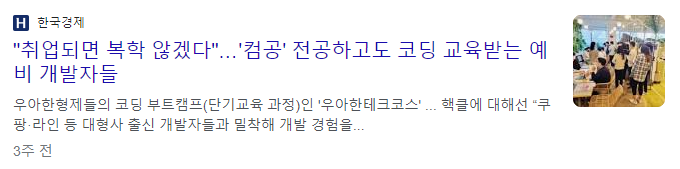 H 한국경제
"취업되면 복학 않겠다"...'컴공' 전공하고도 코딩 교육받는 예
비 개발자들
우아한형제들의 코딩 부트캠프(단기교육 과정)인 '우아한테크코스' ... 핵클에 대해선 “쿠
팡·라인 등 대형사 출신 개발자들과 밀착해 개발 경험을...
3주 전